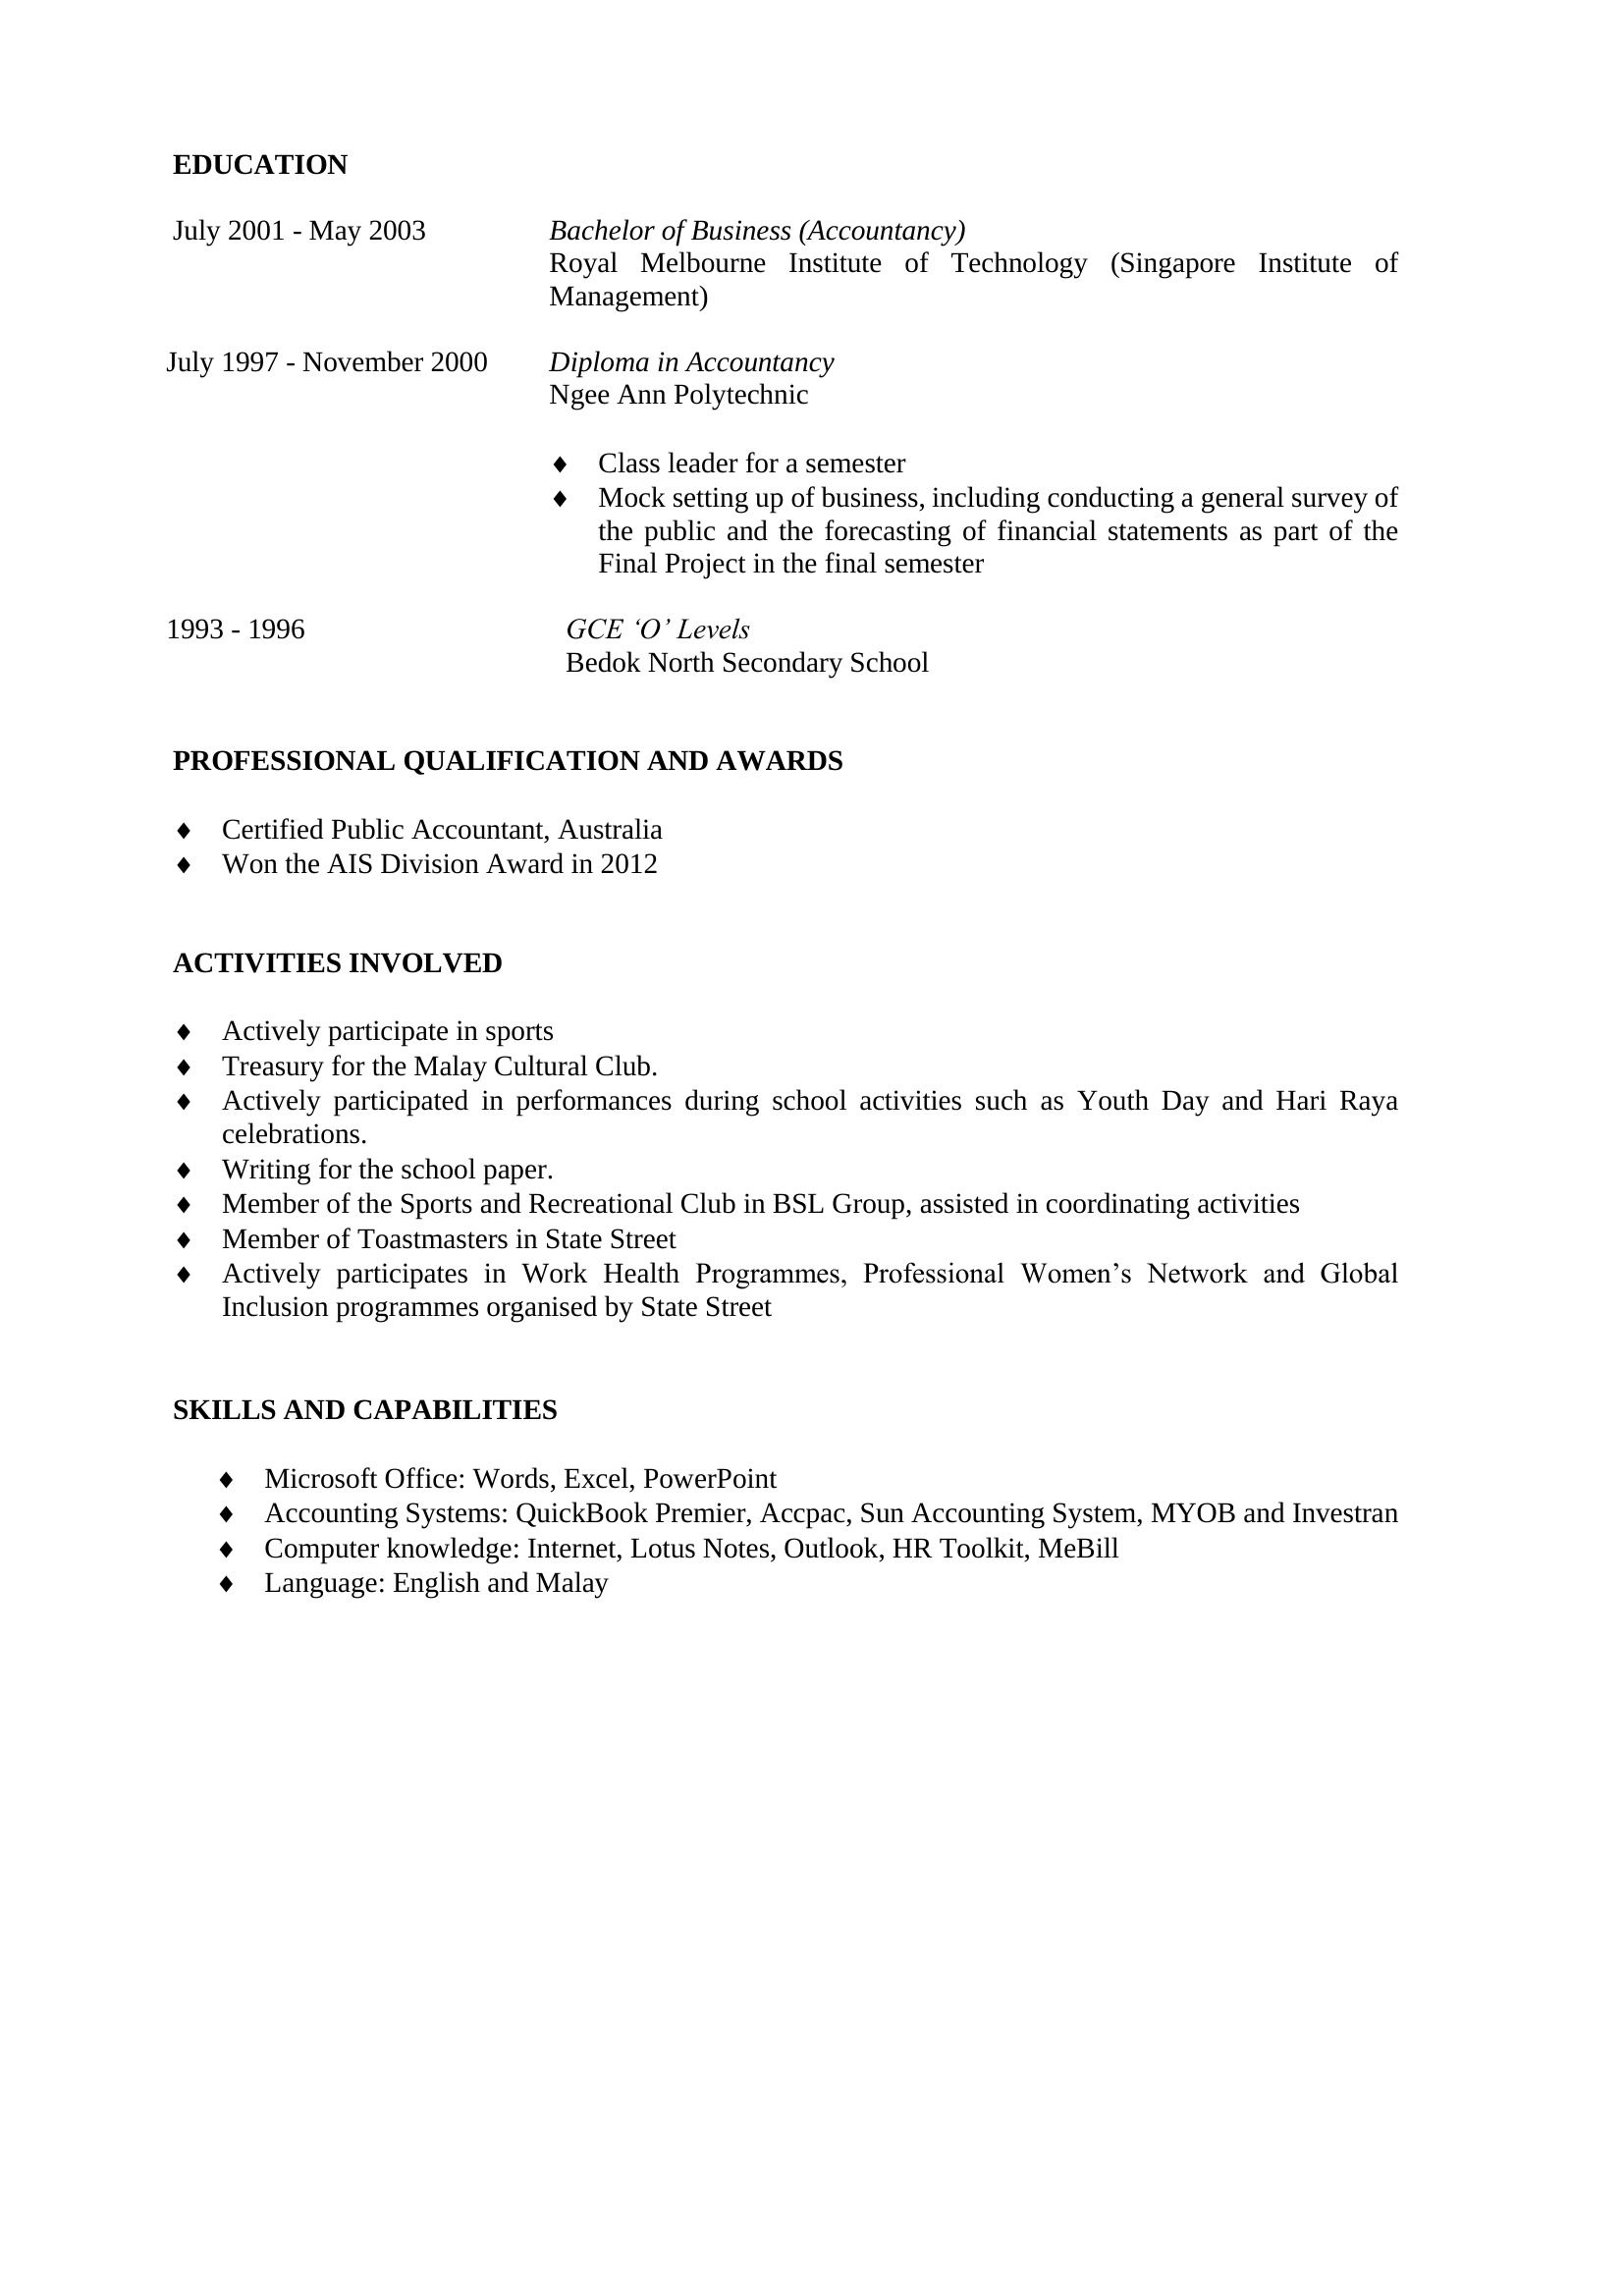 EDUCATION
July 2001 - May 2003 Bachelor of Business (Accountancy)
Royal Melbourne Institute of Technology (Singapore Institute of
Management)
July 1997 - November 2000 Diploma in Accountancy
Ngee Ann Polytechnic
♦ Class leader for a semester
♦ Mock setting up of business, including conducting a general survey of
the public and the forecasting of financial statements as part of the
Final Project in the final semester
1993 - 1996 GCE ‘O’ Levels
Bedok North Secondary School
PROFESSIONAL QUALIFICATION AND AWARDS
♦ Certified Public Accountant, Australia
♦ Won the AIS Division Award in 2012
ACTIVITIES INVOLVED
♦ Actively participate in sports
♦ Treasury for the Malay Cultural Club.
♦ Actively participated in performances during school activities such as Youth Day and Hari Raya
celebrations.
♦ Writing for the school paper.
♦ Member of the Sports and Recreational Club in BSL Group, assisted in coordinating activities
♦ Member of Toastmasters in State Street
♦ Actively participates in Work Health Programmes, Professional Women’s Network and Global
Inclusion programmes organised by State Street
SKILLS AND CAPABILITIES
♦ Microsoft Office: Words, Excel, PowerPoint
♦ Accounting Systems: QuickBook Premier, Accpac, Sun Accounting System, MYOB and Investran
♦ Computer knowledge: Internet, Lotus Notes, Outlook, HR Toolkit, MeBill
♦ Language: English and Malay